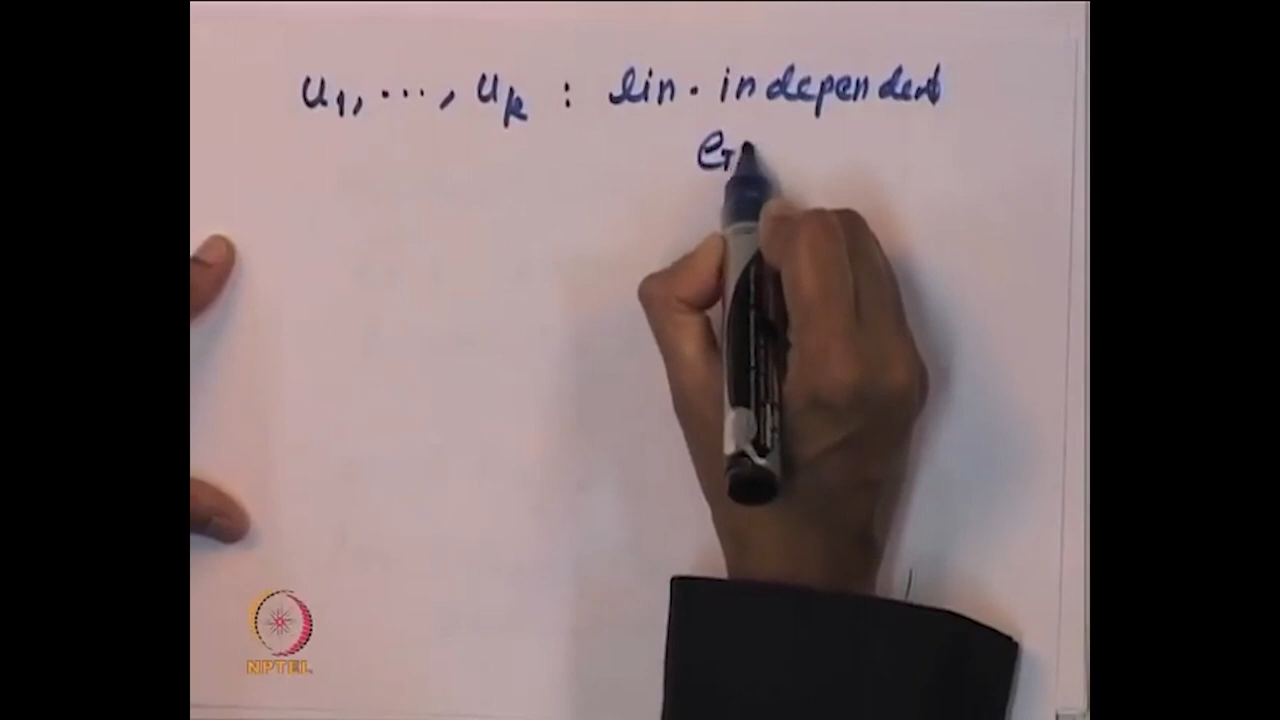 u₁, ..., uₖ : lin. independent
NPTEL